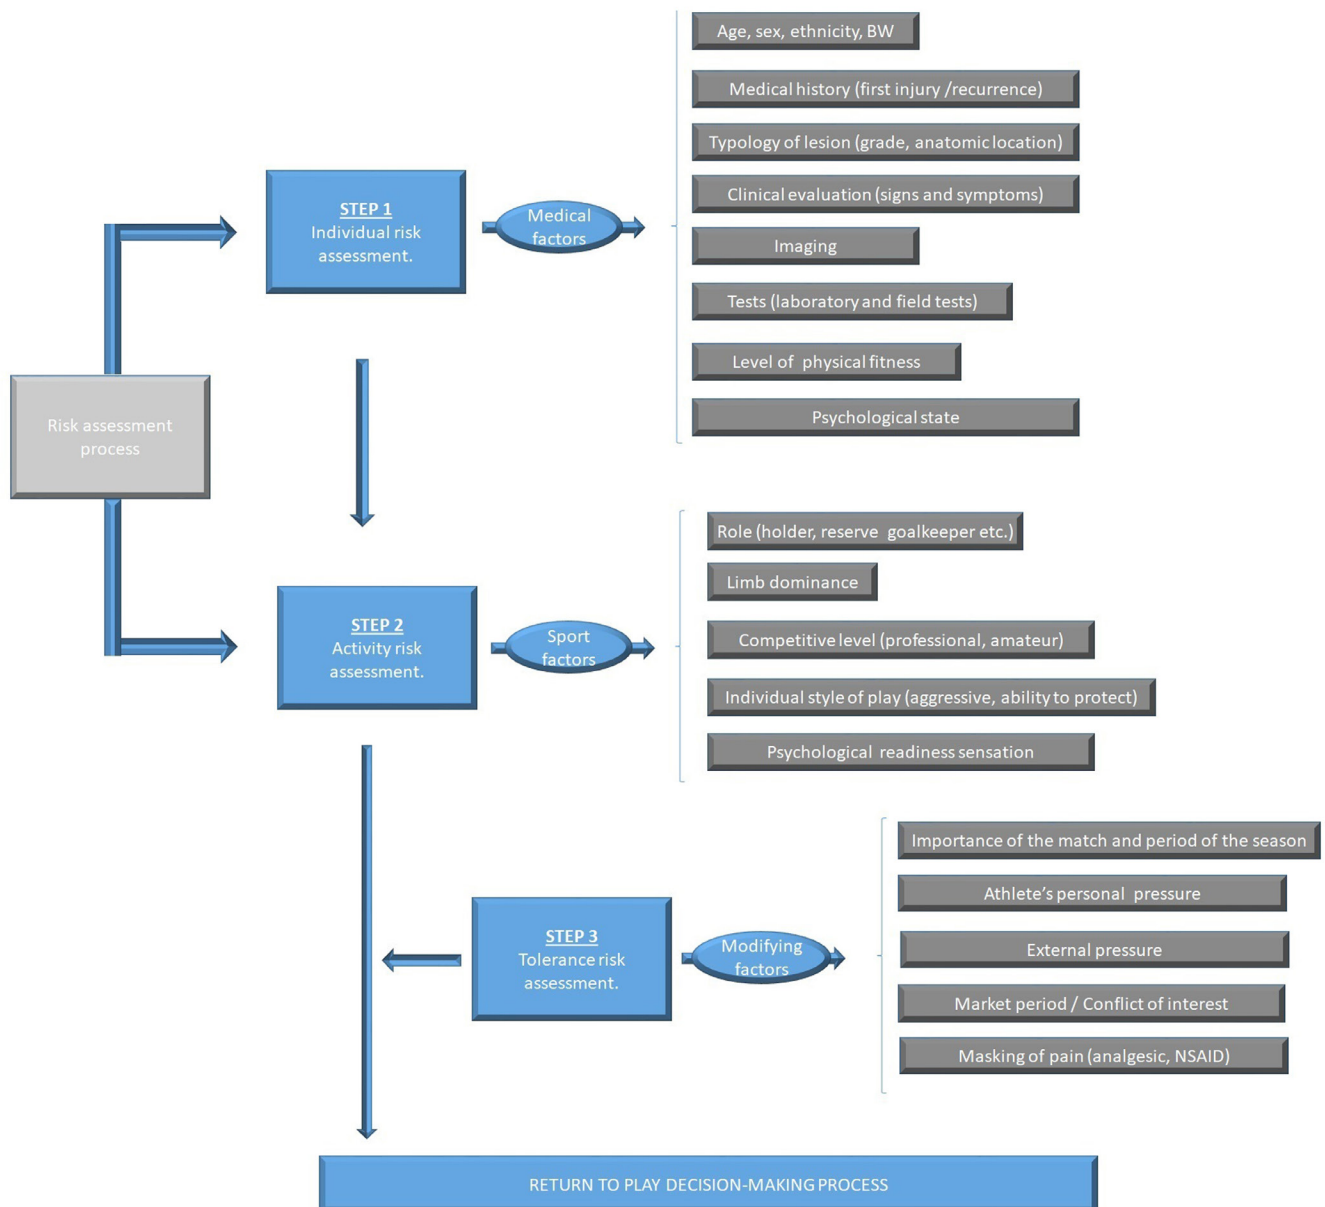 Risk assessment
process
STEP 1
Individual risk
assessment.
Medical
factors
Age, sex, ethnicity, BW
Medical history (first injury /recurrence)
Typology of lesion (grade, anatomic location)
Clinical evaluation (signs and symptoms)
Imaging
Tests (laboratory and field tests)
Level of physical fitness
Psychological state
STEP 2
Activity risk
assessment.
Sport
factors
Role (holder, reserve goalkeeper etc.)
Limb dominance
Competitive level (professional, amateur)
Individual style of play (aggressive, ability to protect)
Psychological readiness sensation
STEP 3
Tolerance risk
assessment.
Modifying
factors
Importance of the match and period of the season
Athlete’s personal pressure
External pressure
Market period / Conflict of interest
Masking of pain (analgesic, NSAID)
RETURN TO PLAY DECISION-MAKING PROCESS